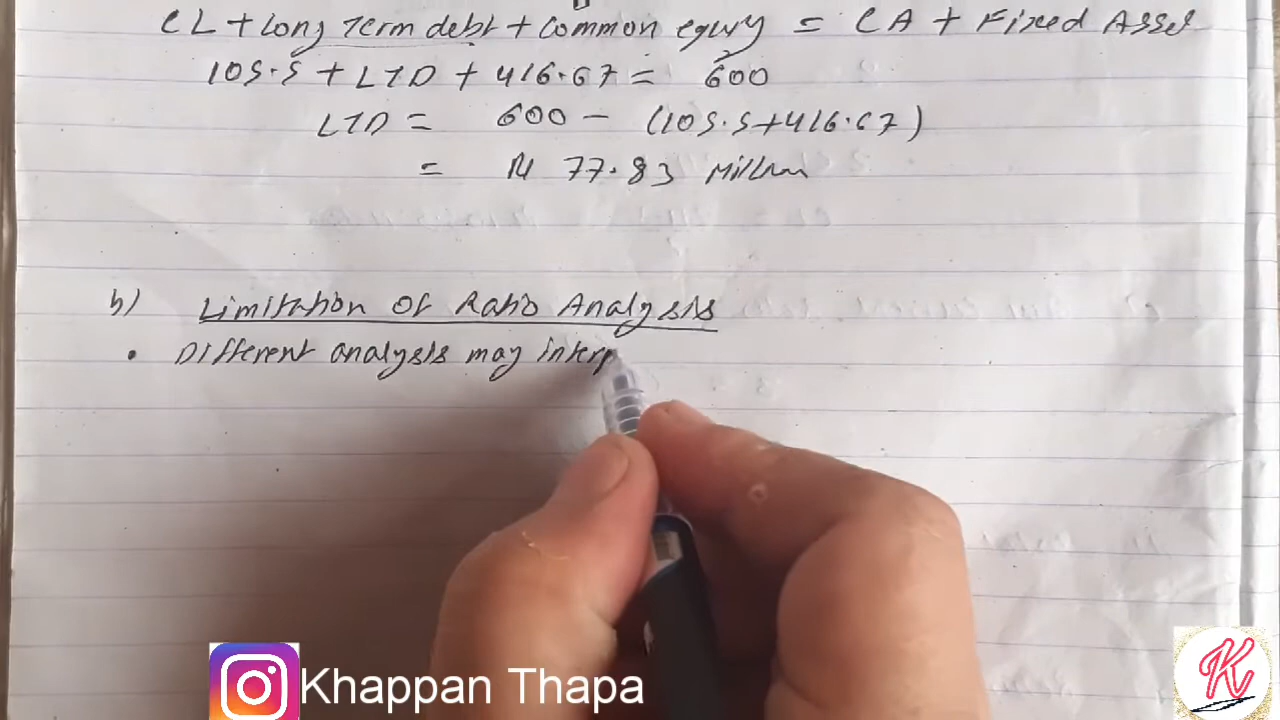 CL + Long Term debt + Common equity = CA + Fixed Asset
105.5 + LTD + 416.67 = 600
LTD = 600 - (105.5 + 416.67)
= Rs 77.83 Million
b) Limitation Of Ratio Analysis
• Different analysis may interp
Khappan Thapa
K